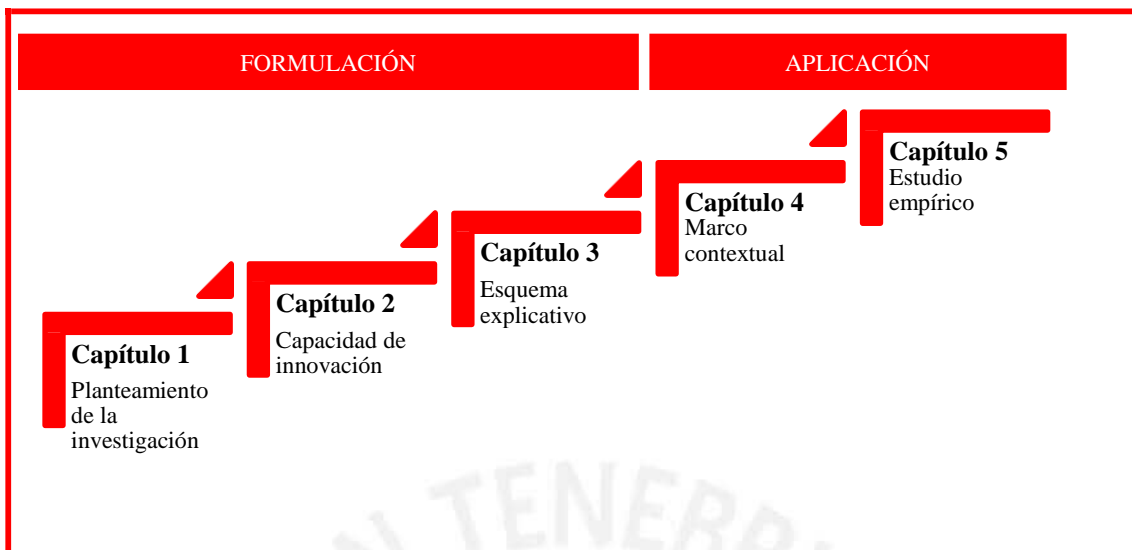 FORMULACIÓN
APLICACIÓN
Capítulo 1
Planteamiento
de la
investigación
Capítulo 2
Capacidad de
innovación
Capítulo 3
Esquema
explicativo
Capítulo 4
Marco
contextual
Capítulo 5
Estudio
empírico
TENEBR